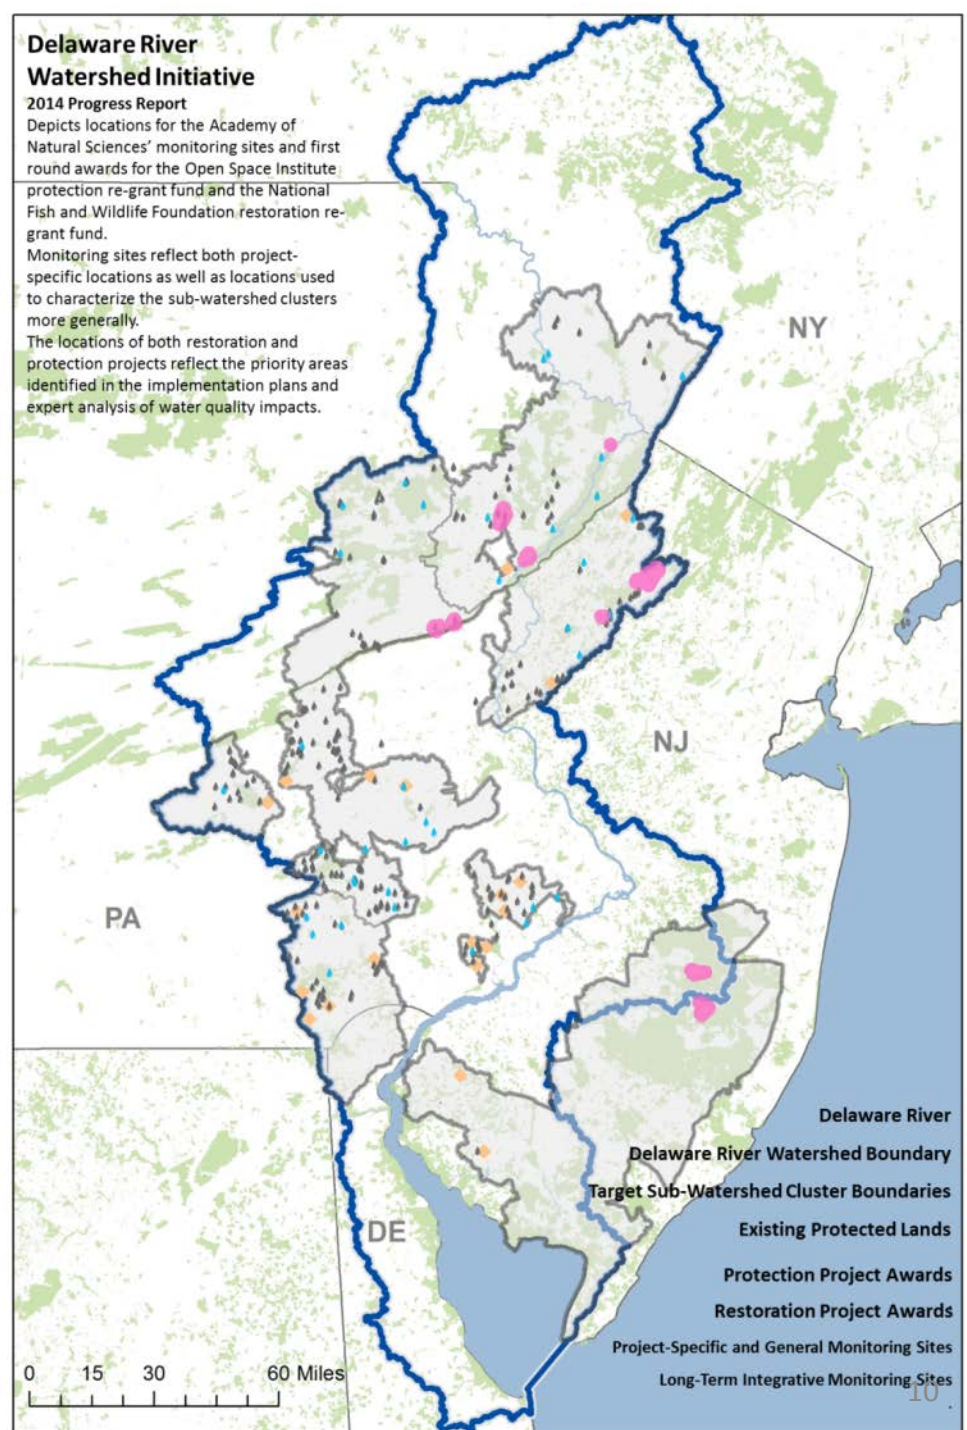 Delaware River
Watershed Initiative
2014 Progress Report
Depicts locations for the Academy of
Natural Sciences' monitoring sites and first
round awards for the Open Space Institute
protection re-grant fund and the National
Fish and Wildlife Foundation restoration re-
grant fund.
Monitoring sites reflect both project-
specific locations as well as locations used
to characterize the sub-watershed clusters
more generally.
The locations of both restoration and
protection projects reflect the priority areas
identified in the implementation plans and
expert analysis of water quality impacts.
NY
NJ
PA
DE
Delaware River
Delaware River Watershed Boundary
Target Sub-Watershed Cluster Boundaries
Existing Protected Lands
Protection Project Awards
Restoration Project Awards
Project-Specific and General Monitoring Sites
Long-Term Integrative Monitoring Sites
0 15 30 60 Miles
10